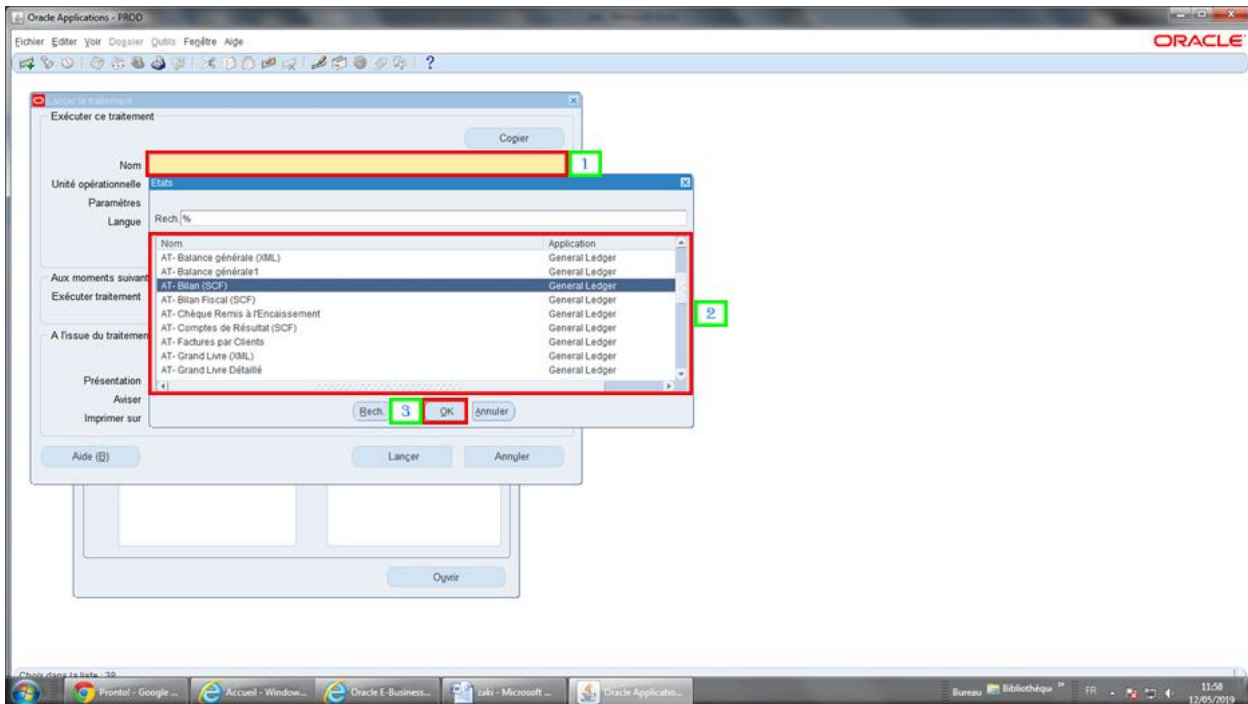 Oracle Applications - PROD
Fichier Editer Voir Dossier Outils Fenêtre Aide
ORACLE
Lancer le traitement
Exécuter ce traitement
Copier
Nom
1
Unité opérationnelle
Etats
Paramètres
Langue
Rech. %
Nom Application
AT- Balance générale (XML) General Ledger
AT- Balance générale1 General Ledger
AT- Bilan (SCF) General Ledger
AT- Bilan Fiscal (SCF) General Ledger
AT- Chèque Remis à l'Encaissement General Ledger
AT- Comptes de Résultat (SCF) General Ledger
AT- Factures par Clients General Ledger
AT- Grand Livre (XML) General Ledger
AT- Grand Livre Détaillé General Ledger
2
Aux moments suivant
Exécuter traitement
A l'issue du traitemen
Présentation
Aviser
Imprimer sur
Rech. 3 OK Annuler
Aide (B) Lancer Annuler
Ouvrir
Choix dans la liste : 39
Pronto! - Google ... Accueil - Window... Oracle E-Business... zaki - Microsoft ... Oracle Applicatio...
Bureau Bibliothèqu » FR 11:58
12/05/2019